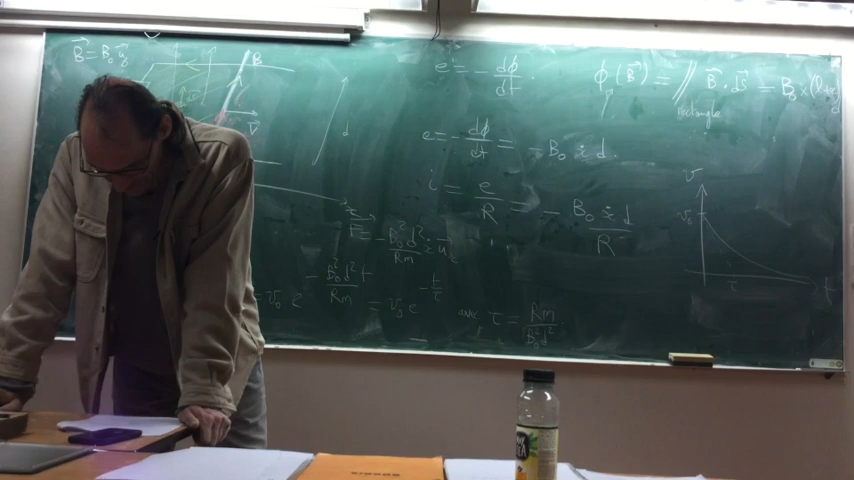 B⃗ = B₀ u⃗
B
V⃗
d
e = - dϕ/dt
ϕ(B⃗) = ∬ B⃗ . dS⃗ = B₀ × (l+x) d
rectangle
e = - dϕ/dt = - B₀ ẋ d.
i = e/R = - B₀ ẋ d / R
F⃗ = - B₀² d² / Rm ẋ u⃗ₓ
= v₀ e^(- B₀² d² t / Rm) = v₀ e^(- t/τ) avec τ = Rm / B₀² d².
v
v₀
τ
t